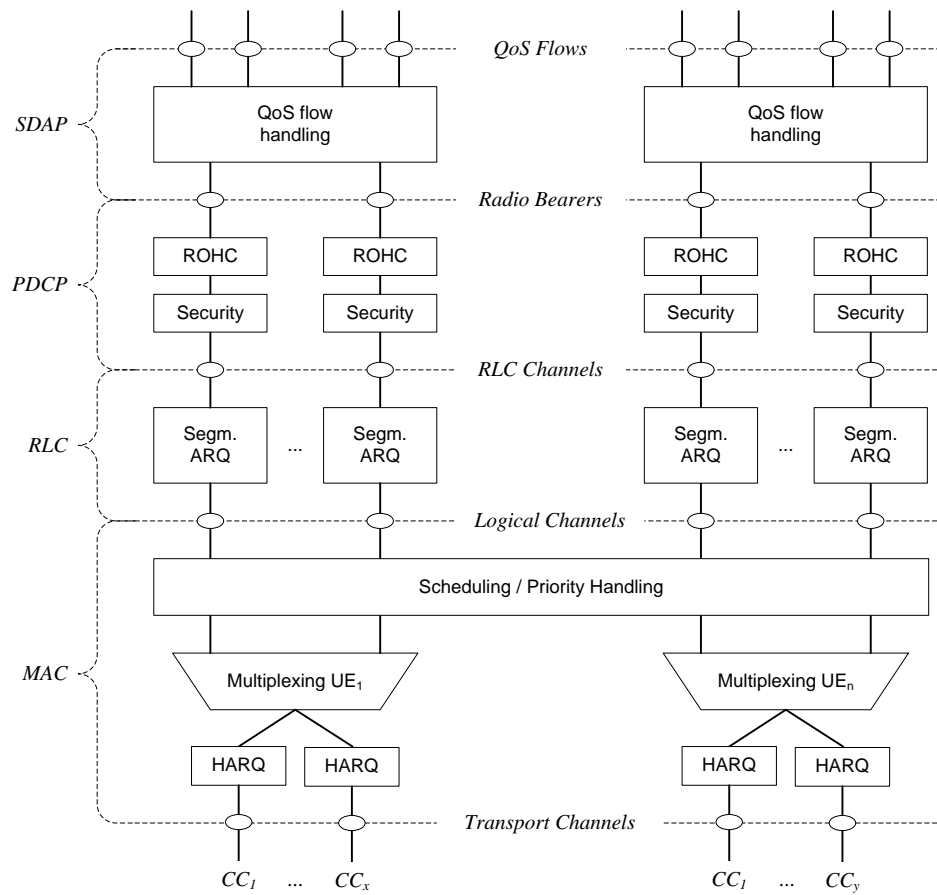 QoS Flows
QoS flow
handling
QoS flow
handling
SDAP
Radio Bearers
ROHC
ROHC
ROHC
ROHC
PDCP
Security
Security
Security
Security
RLC Channels
Segm.
ARQ
...
Segm.
ARQ
Segm.
ARQ
...
Segm.
ARQ
RLC
Logical Channels
Scheduling / Priority Handling
MAC
Multiplexing UE₁
Multiplexing UEₙ
HARQ
HARQ
HARQ
HARQ
Transport Channels
CC₁ ... CCₓ
CC₁ ... CCᵧ